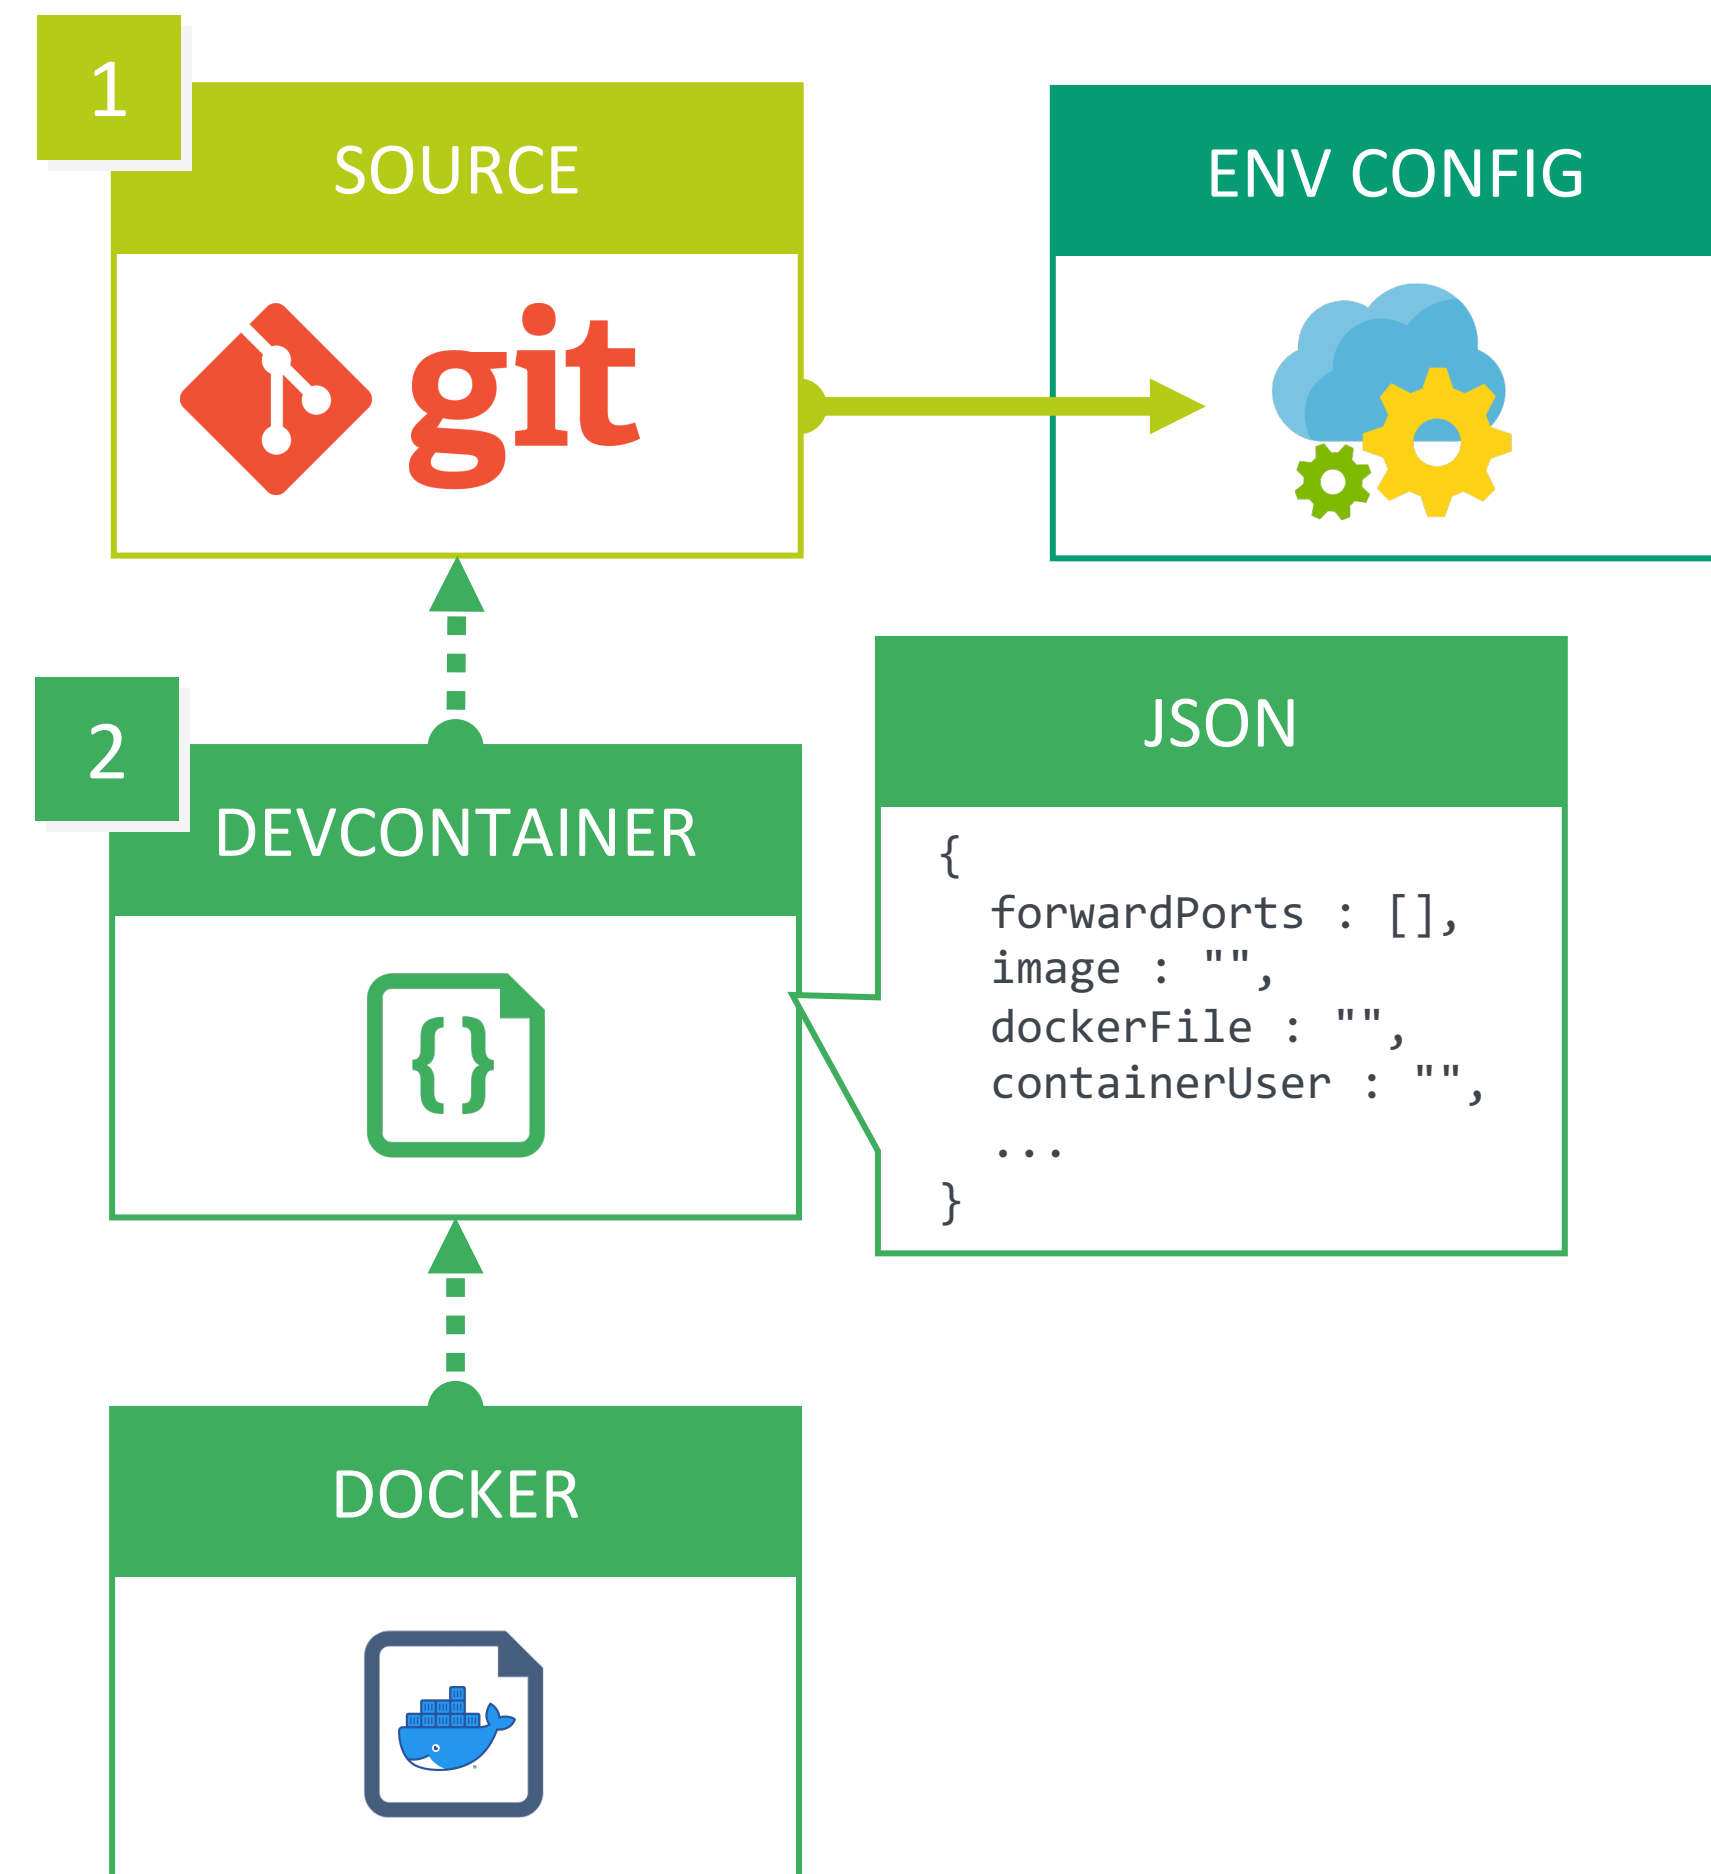 1
SOURCE
git
ENV CONFIG
2
DEVCONTAINER
JSON
{
forwardPorts : [],
image : "",
dockerFile : "",
containerUser : "",
...
}
{}
DOCKER